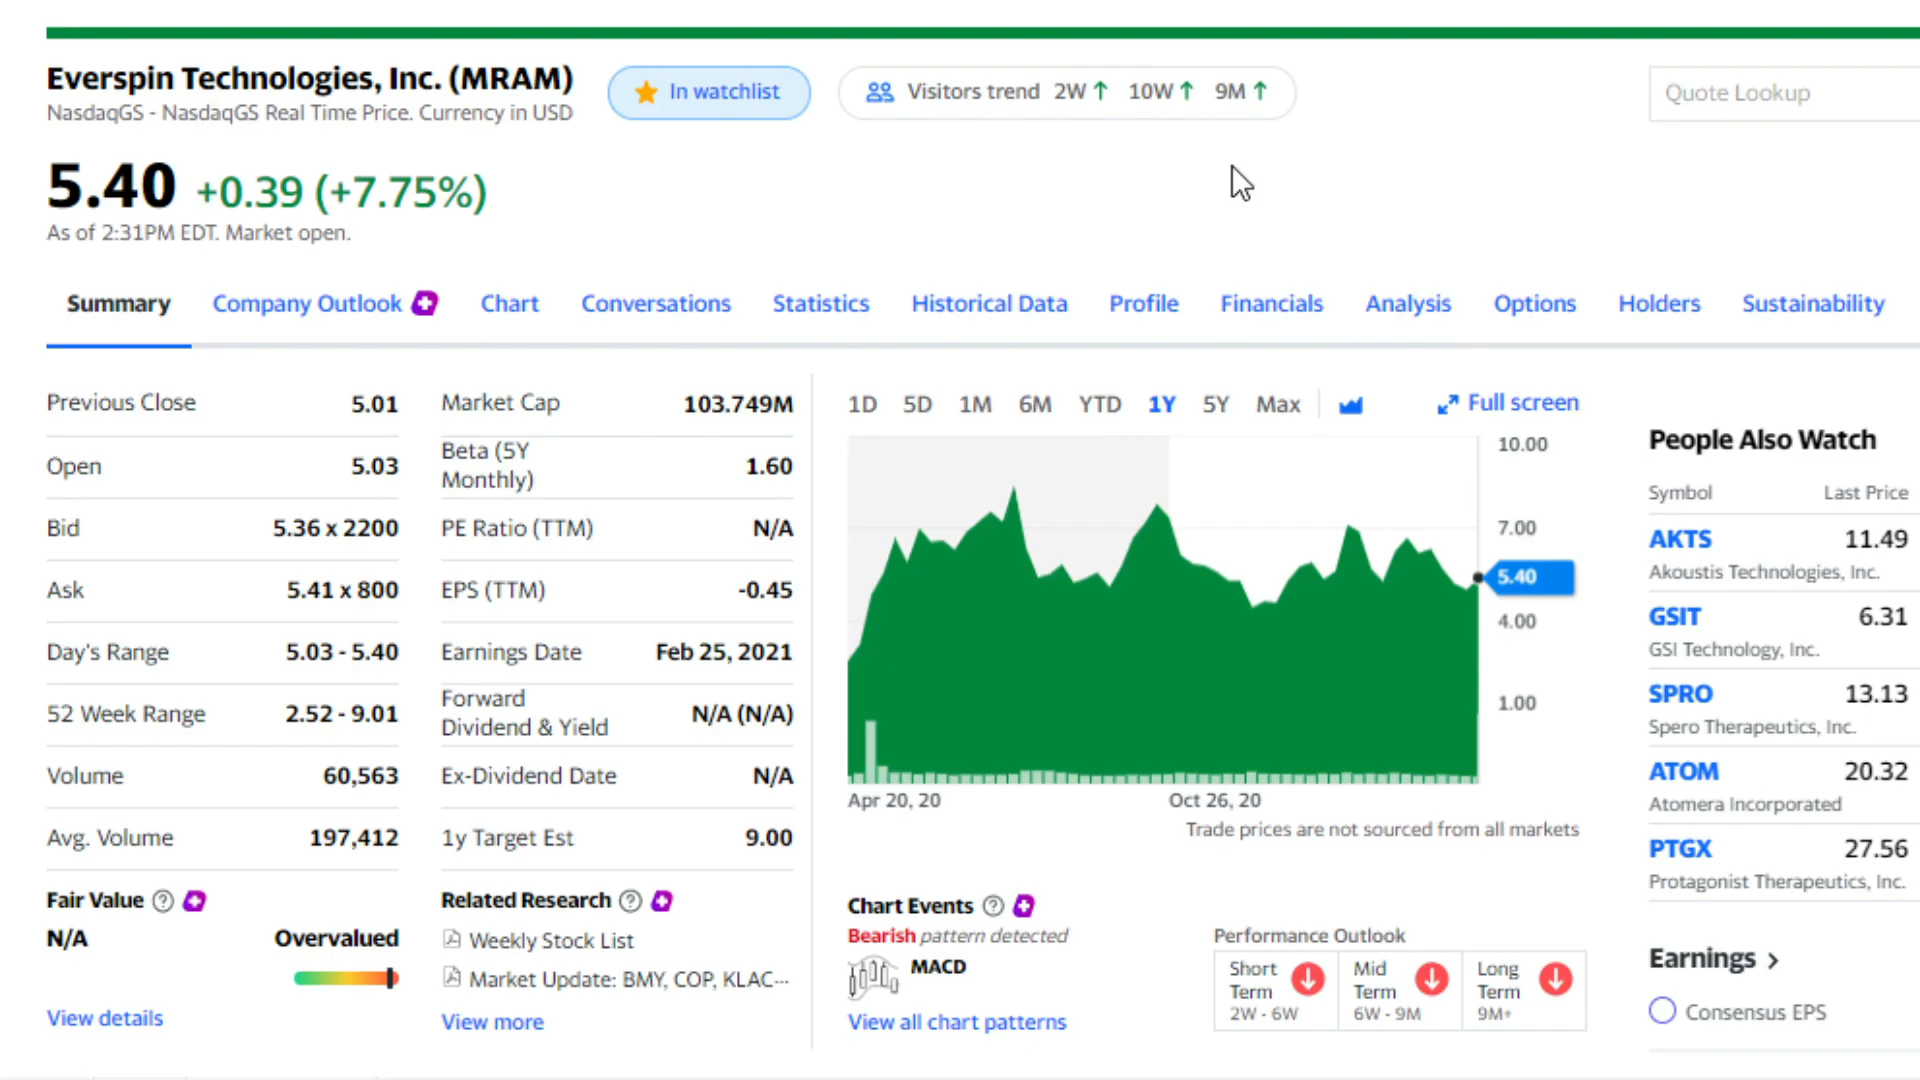 Everspin Technologies, Inc. (MRAM)
NasdaqGS - NasdaqGS Real Time Price. Currency in USD
In watchlist
Visitors trend 2W 10W 9M
Quote Lookup
5.40 +0.39 (+7.75%)
As of 2:31PM EDT. Market open.
Summary Company Outlook Chart Conversations Statistics Historical Data Profile Financials Analysis Options Holders Sustainability
Previous Close 5.01
Open 5.03
Bid 5.36 x 2200
Ask 5.41 x 800
Day's Range 5.03 - 5.40
52 Week Range 2.52 - 9.01
Volume 60,563
Avg. Volume 197,412
Market Cap 103.749M
Beta (5Y
Monthly) 1.60
PE Ratio (TTM) N/A
EPS (TTM) -0.45
Earnings Date Feb 25, 2021
Forward
Dividend & Yield N/A (N/A)
Ex-Dividend Date N/A
1y Target Est 9.00
Fair Value
N/A Overvalued
View details
Related Research
Weekly Stock List
Market Update: BMY, COP, KLAC...
View more
1D 5D 1M 6M YTD 1Y 5Y Max Full screen
10.00
7.00
5.40
4.00
1.00
Apr 20, 20 Oct 26, 20
Trade prices are not sourced from all markets
Chart Events
Bearish pattern detected
MACD
View all chart patterns
Performance Outlook
Short
Term
2W - 6W
Mid
Term
6W - 9M
Long
Term
9M+
People Also Watch
Symbol Last Price
AKTS 11.49
Akoustis Technologies, Inc.
GSIT 6.31
GSI Technology, Inc.
SPRO 13.13
Spero Therapeutics, Inc.
ATOM 20.32
Atomera Incorporated
PTGX 27.56
Protagonist Therapeutics, Inc.
Earnings >
Consensus EPS